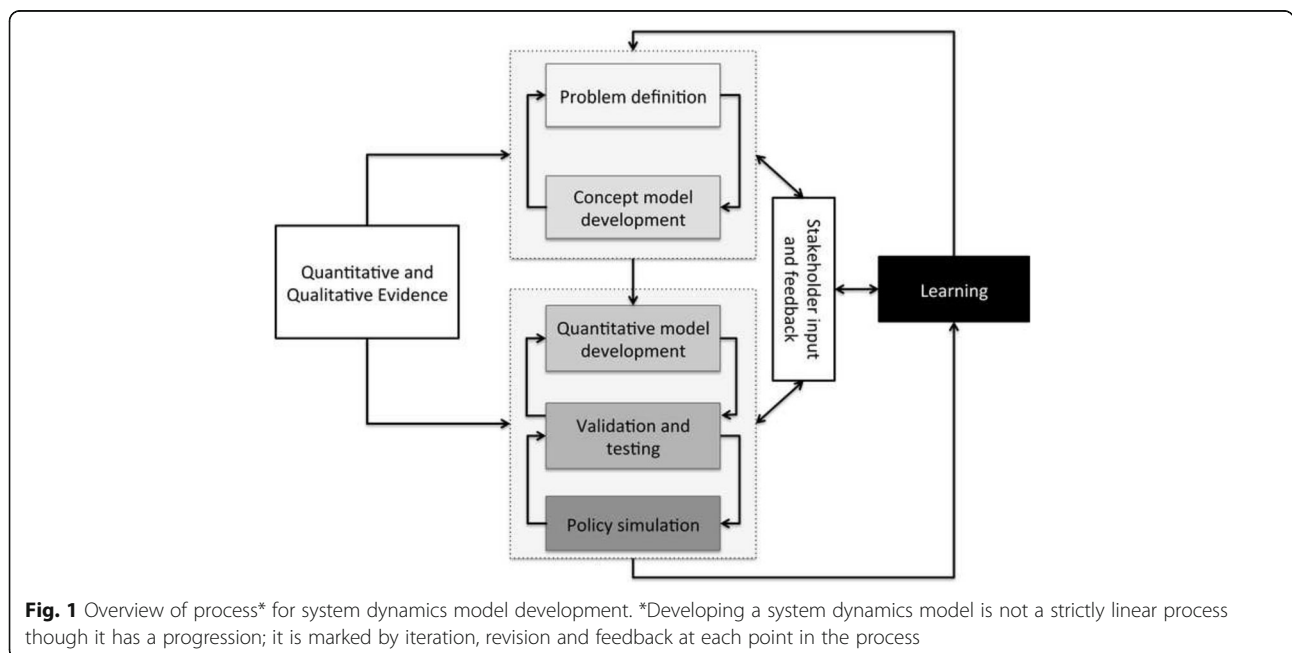 Problem definition
Concept model
development
Quantitative and
Qualitative Evidence
Stakeholder input
and feedback
Learning
Quantitative model
development
Validation and
testing
Policy simulation
Fig. 1 Overview of process* for system dynamics model development. *Developing a system dynamics model is not a strictly linear process
though it has a progression; it is marked by iteration, revision and feedback at each point in the process